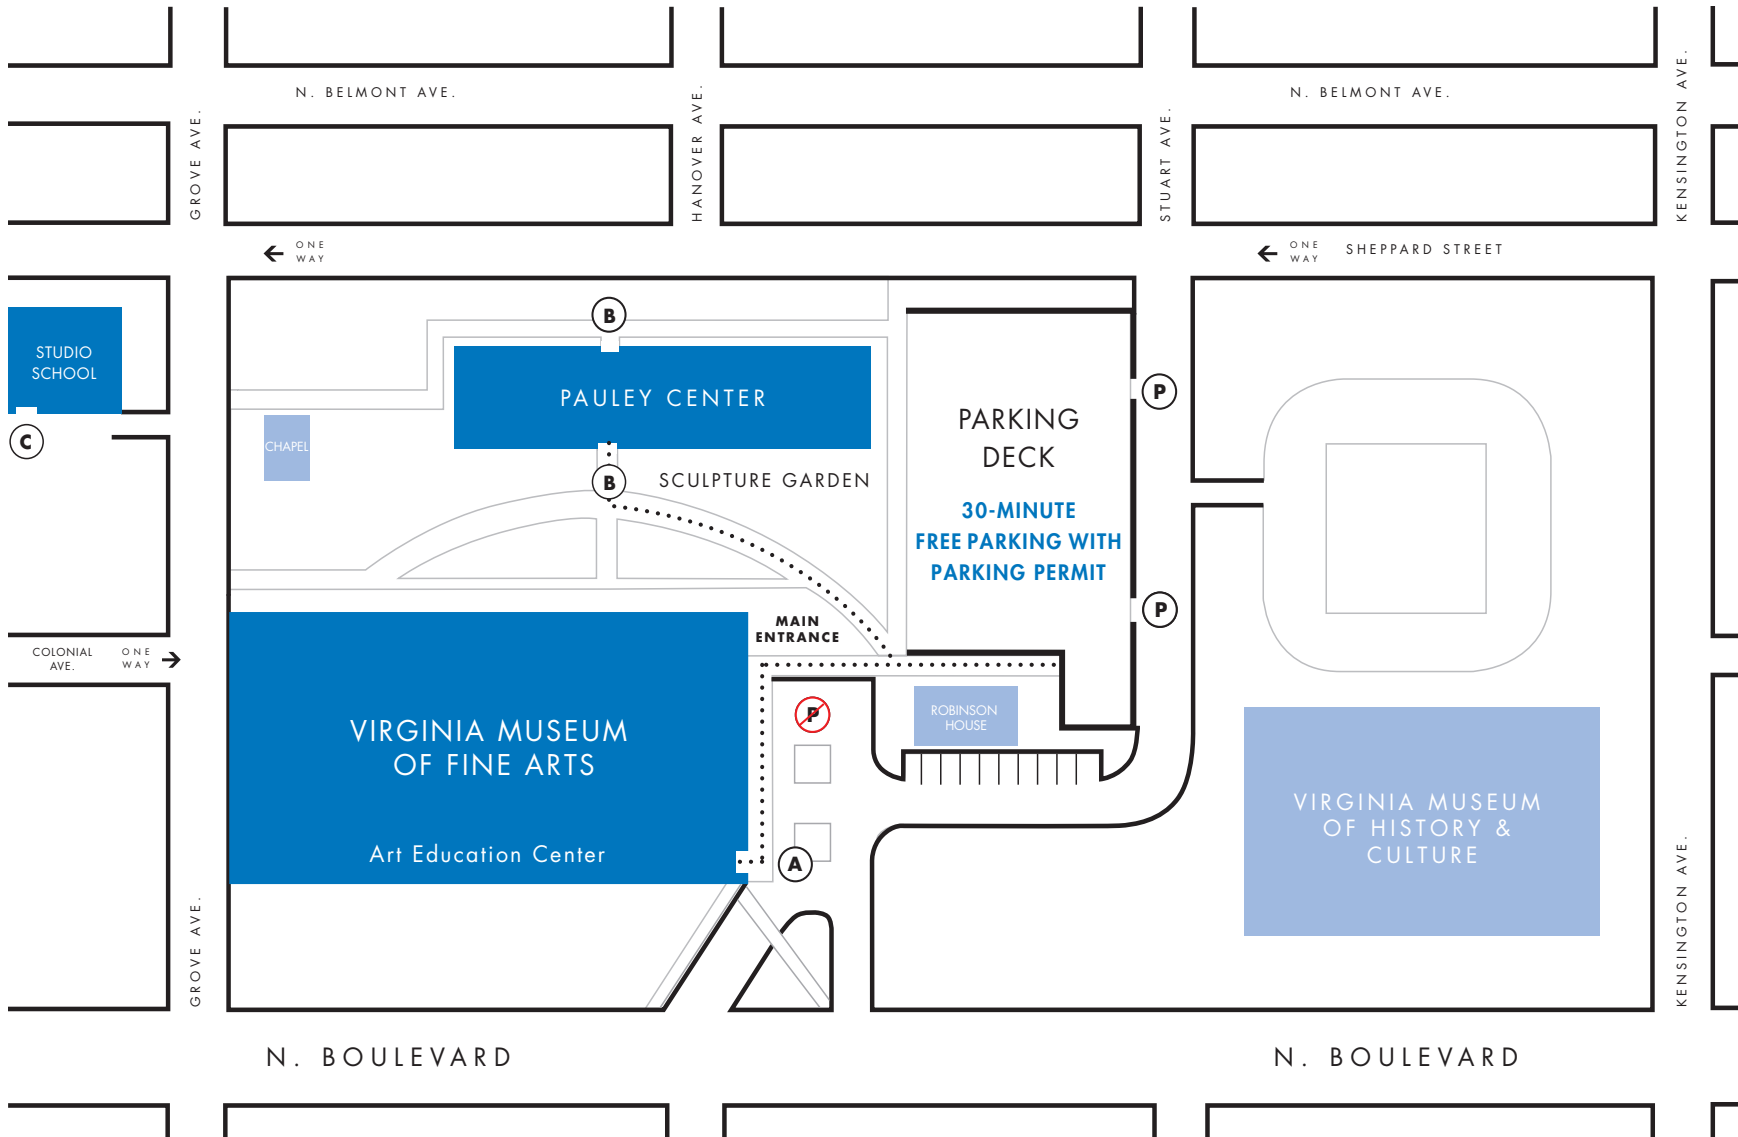 N. BELMONT AVE.
N. BELMONT AVE.
GROVE AVE.
HANOVER AVE.
STUART AVE.
KENSINGTON AVE.
ONE
WAY
ONE
WAY
SHEPPARD STREET
STUDIO
SCHOOL
C
B
PAULEY CENTER
CHAPEL
B
SCULPTURE GARDEN
PARKING
DECK
30-MINUTE
FREE PARKING WITH
PARKING PERMIT
P
P
MAIN
ENTRANCE
COLONIAL
AVE.
ONE
WAY
VIRGINIA MUSEUM
OF FINE ARTS
Art Education Center
P
ROBINSON
HOUSE
A
VIRGINIA MUSEUM
OF HISTORY &
CULTURE
GROVE AVE.
KENSINGTON AVE.
N. BOULEVARD
N. BOULEVARD